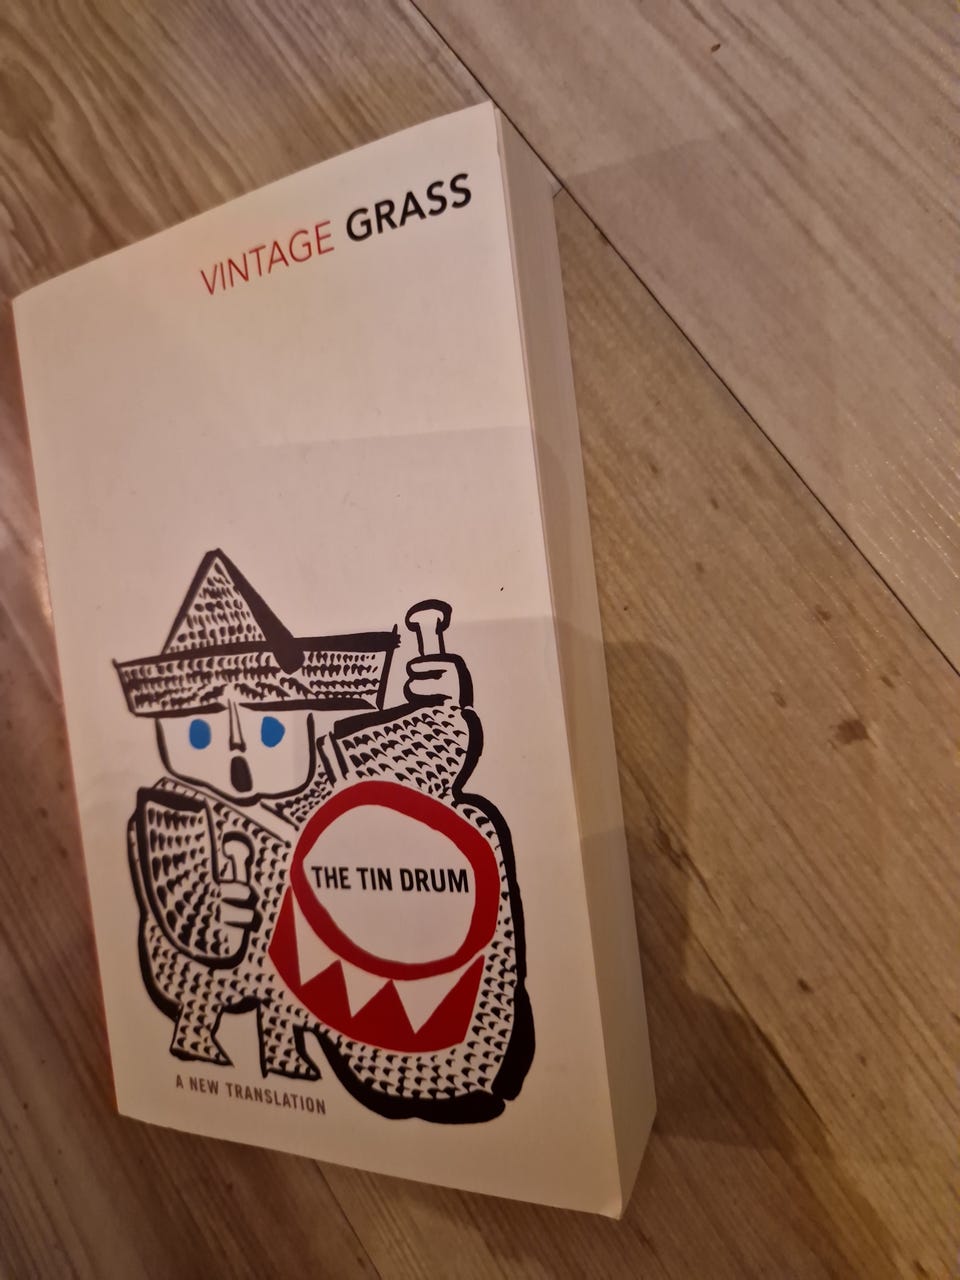 VINTAGE GRASS
THE TIN DRUM
A NEW TRANSLATION